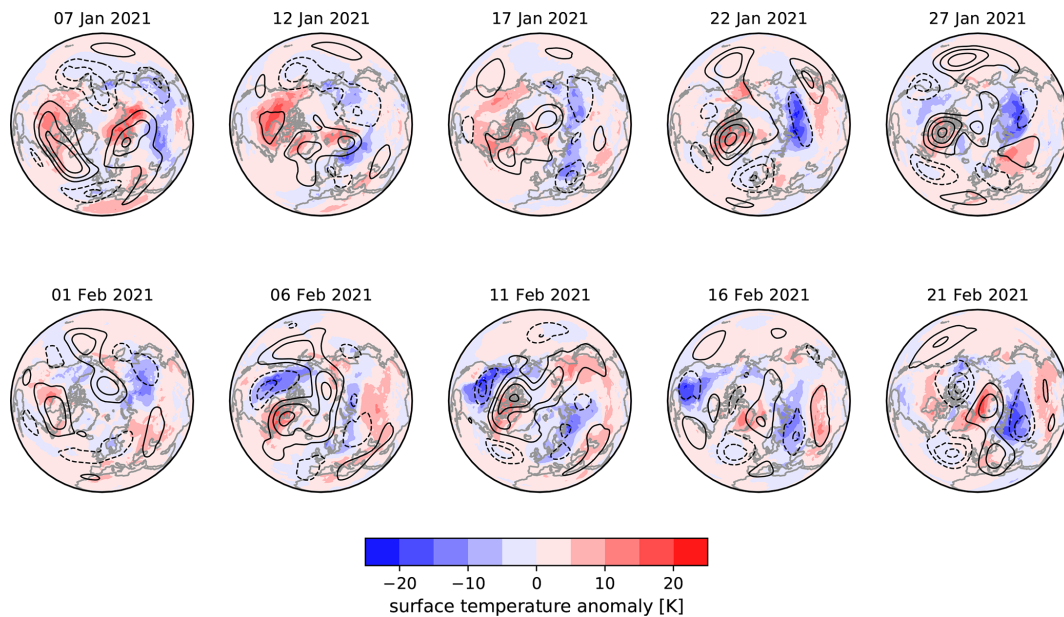 07 Jan 2021
12 Jan 2021
17 Jan 2021
22 Jan 2021
27 Jan 2021
01 Feb 2021
06 Feb 2021
11 Feb 2021
16 Feb 2021
21 Feb 2021
−20 −10 0 10 20
surface temperature anomaly [K]